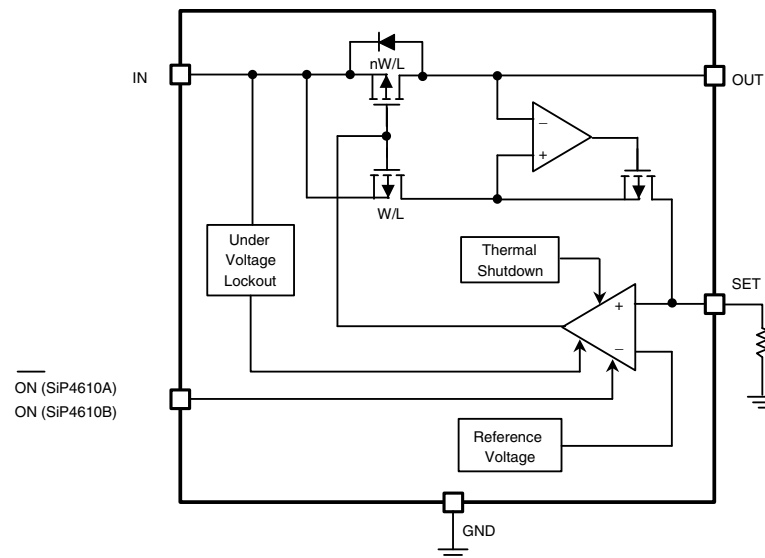 nW/L
IN
OUT
−
+
W/L
Under
Voltage
Lockout
Thermal
Shutdown
SET
+
−
ON (SiP4610A)
ON (SiP4610B)
Reference
Voltage
GND